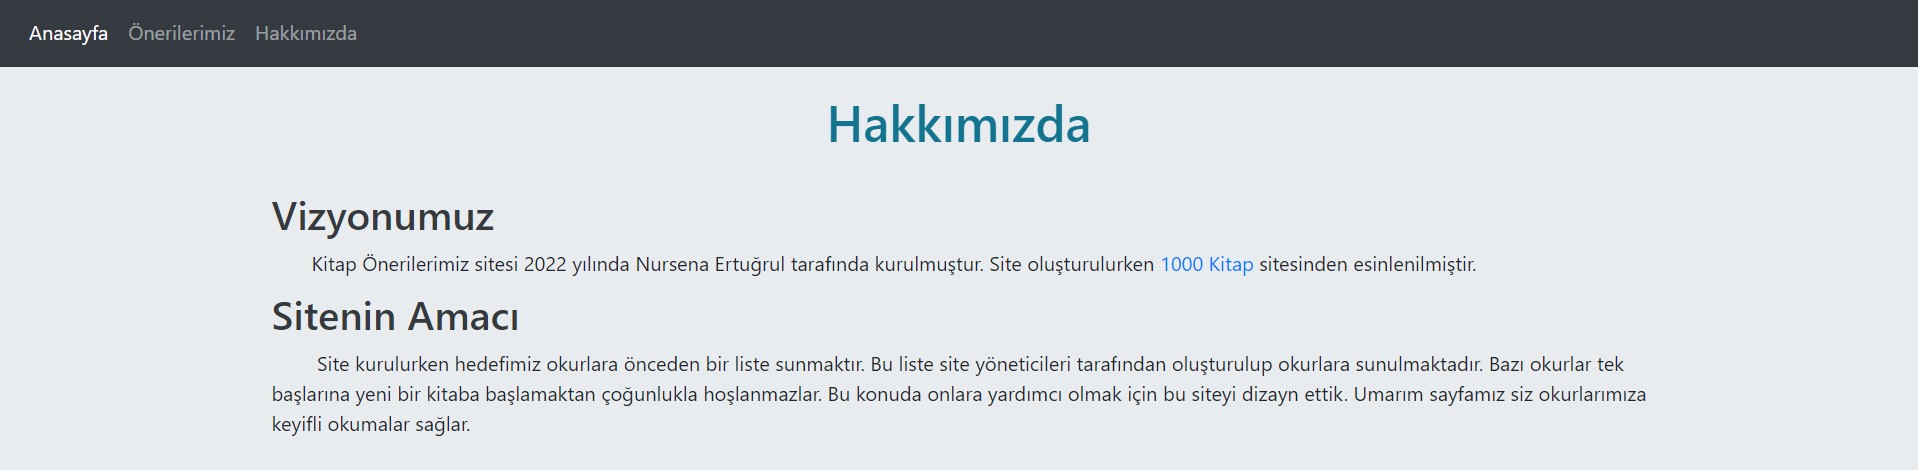 Anasayfa Önerilerimiz Hakkımızda
Hakkımızda
Vizyonumuz
Kitap Önerilerimiz sitesi 2022 yılında Nursena Ertuğrul tarafında kurulmuştur. Site oluşturulurken 1000 Kitap sitesinden esinlenilmiştir.
Sitenin Amacı
Site kurulurken hedefimiz okurlara önceden bir liste sunmaktır. Bu liste site yöneticileri tarafından oluşturulup okurlara sunulmaktadır. Bazı okurlar tek
başlarına yeni bir kitaba başlamaktan çoğunlukla hoşlanmazlar. Bu konuda onlara yardımcı olmak için bu siteyi dizayn ettik. Umarım sayfamız siz okurlarımıza
keyifli okumalar sağlar.